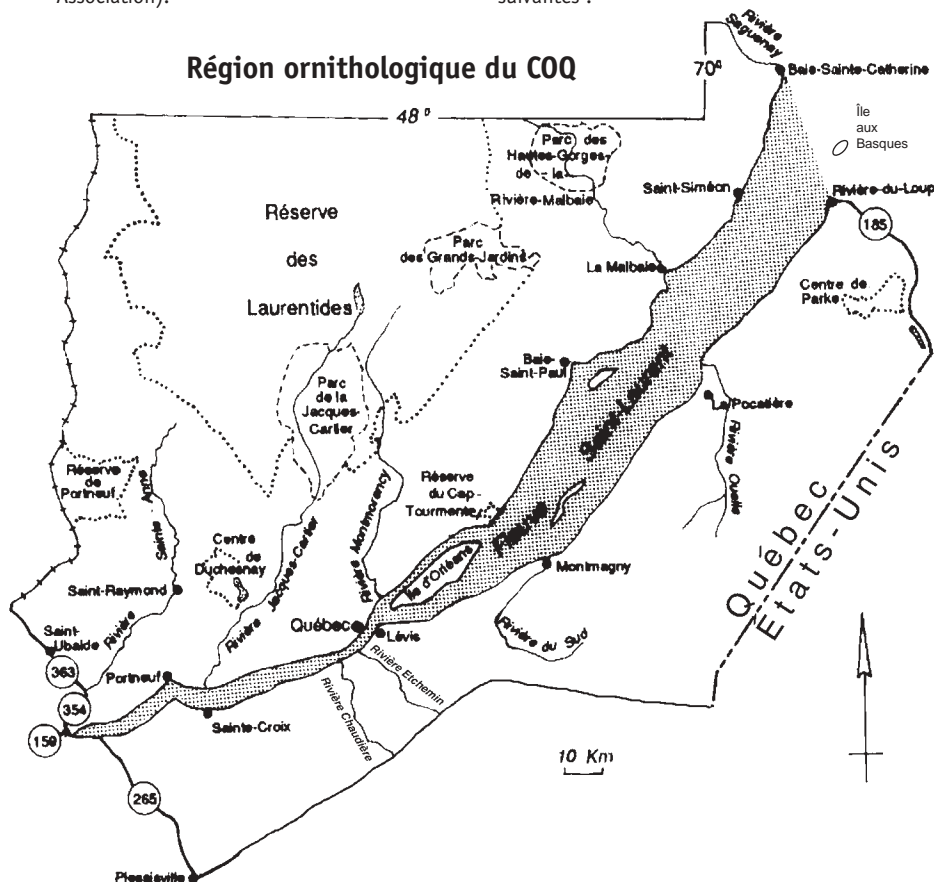 Association).
suivantes :
Région ornithologique du COQ
Rivière
Saguenay
70°
Baie-Sainte-Catherine
48°
Île
aux
Basques
Parc des
Hautes-Gorges-
de-la-
Rivière-Malbaie
Saint-Siméon
Rivière-du-Loup
185
Réserve
des
Laurentides
Parc
des Grands-Jardins
La Malbaie
Centre de
Parke
Baie-
Saint-Paul
Parc
de la
Jacques-
Cartier
Fleuve Saint-Laurent
La Pocatière
Rivière Ouelle
Réserve
de
Portneuf
Rivière Sainte Anne
Réserve
du Cap-
Tourmente
Rivière Montmorency
Centre
de
Duchesnay
Rivière Jacques-Cartier
Île d'Orléans
Montmagny
Québec
États-Unis
Saint-Raymond
Québec
Lévis
Rivière du Sud
Saint-
Ubalde
363
Portneuf
Rivière Etchemin
354
Sainte-Croix
Rivière Chaudière
159
10 Km
265
Plessisville